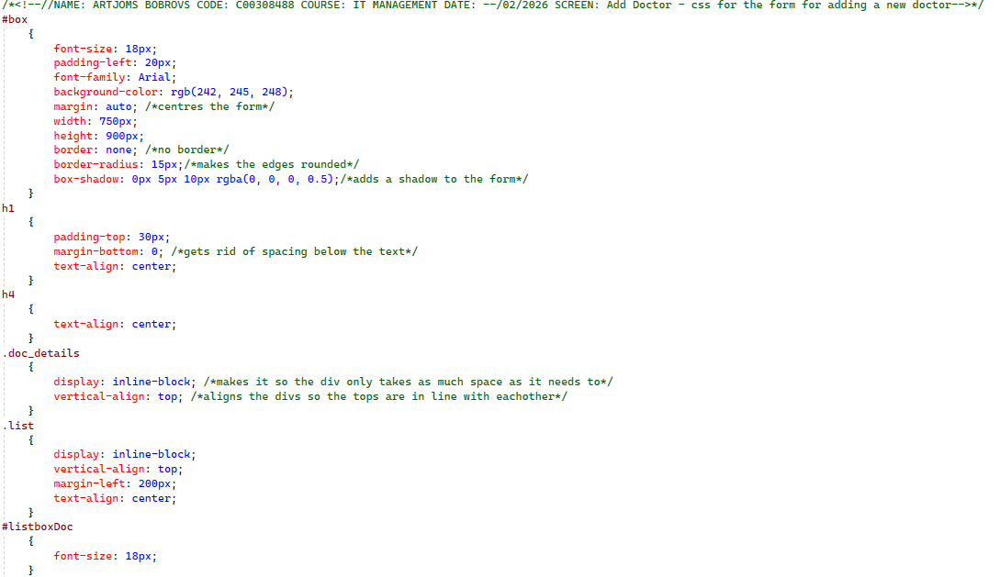 /*<!--//NAME: ARTJOMS BOBROVS CODE: C00308488 COURSE: IT MANAGEMENT DATE: --/02/2026 SCREEN: Add Doctor - css for the form for adding a new doctor-->*/
#box
{
font-size: 18px;
padding-left: 20px;
font-family: Arial;
background-color: rgb(242, 245, 248);
margin: auto; /*centres the form*/
width: 750px;
height: 900px;
border: none; /*no border*/
border-radius: 15px;/*makes the edges rounded*/
box-shadow: 0px 5px 10px rgba(0, 0, 0, 0.5);/*adds a shadow to the form*/
}
h1
{
padding-top: 30px;
margin-bottom: 0; /*gets rid of spacing below the text*/
text-align: center;
}
h4
{
text-align: center;
}
.doc_details
{
display: inline-block; /*makes it so the div only takes as much space as it needs to*/
vertical-align: top; /*aligns the divs so the tops are in line with eachother*/
}
.list
{
display: inline-block;
vertical-align: top;
margin-left: 200px;
text-align: center;
}
#listboxDoc
{
font-size: 18px;
}